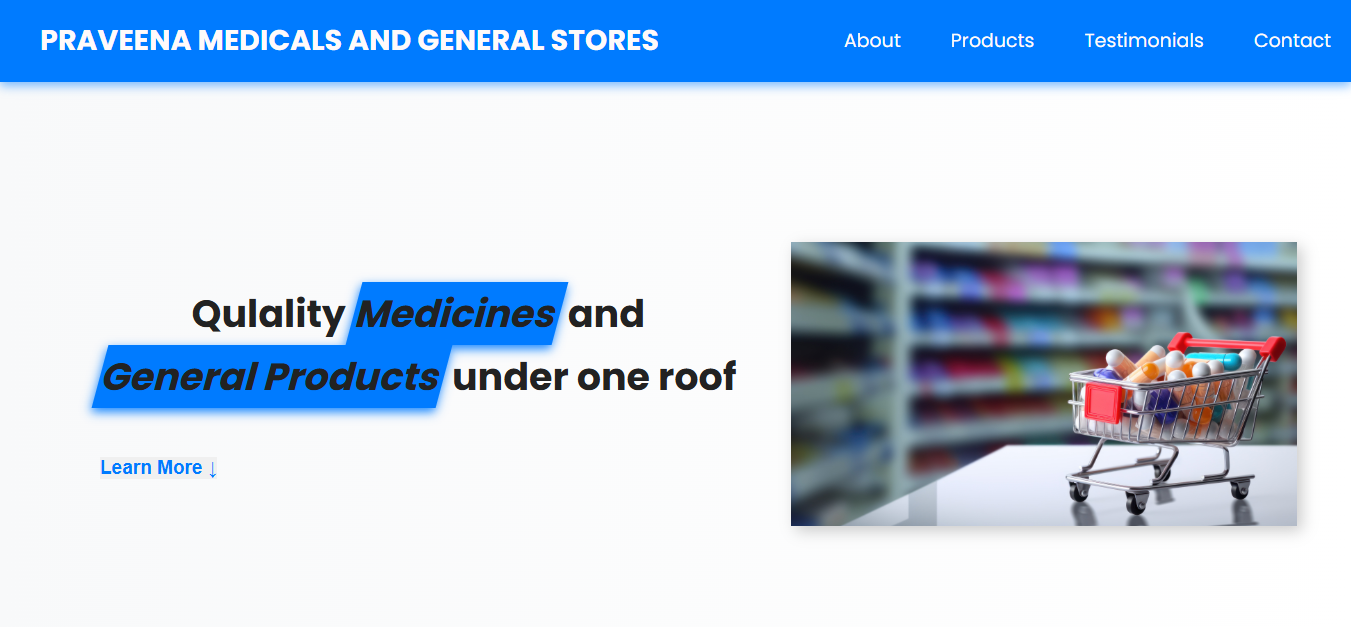 PRAVEENA MEDICALS AND GENERAL STORES
About Products Testimonials Contact
Qulality Medicines and
General Products under one roof
Learn More ↓